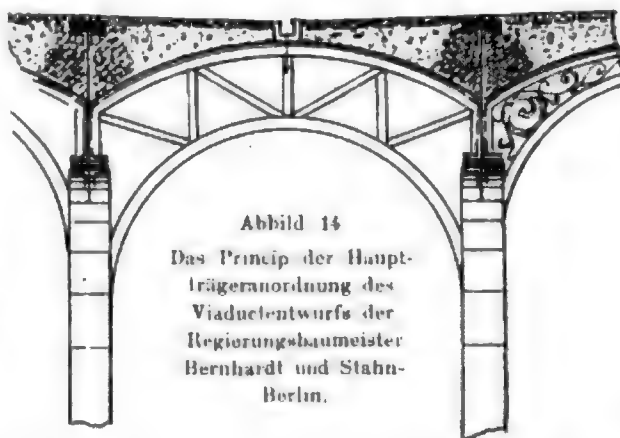 Abbild 14
Das Princip der Haupt-
trägeranordnung des
Viaductentwurfs der
Regierungsbaumeister
Bernhardt und Stahn-
Berlin.